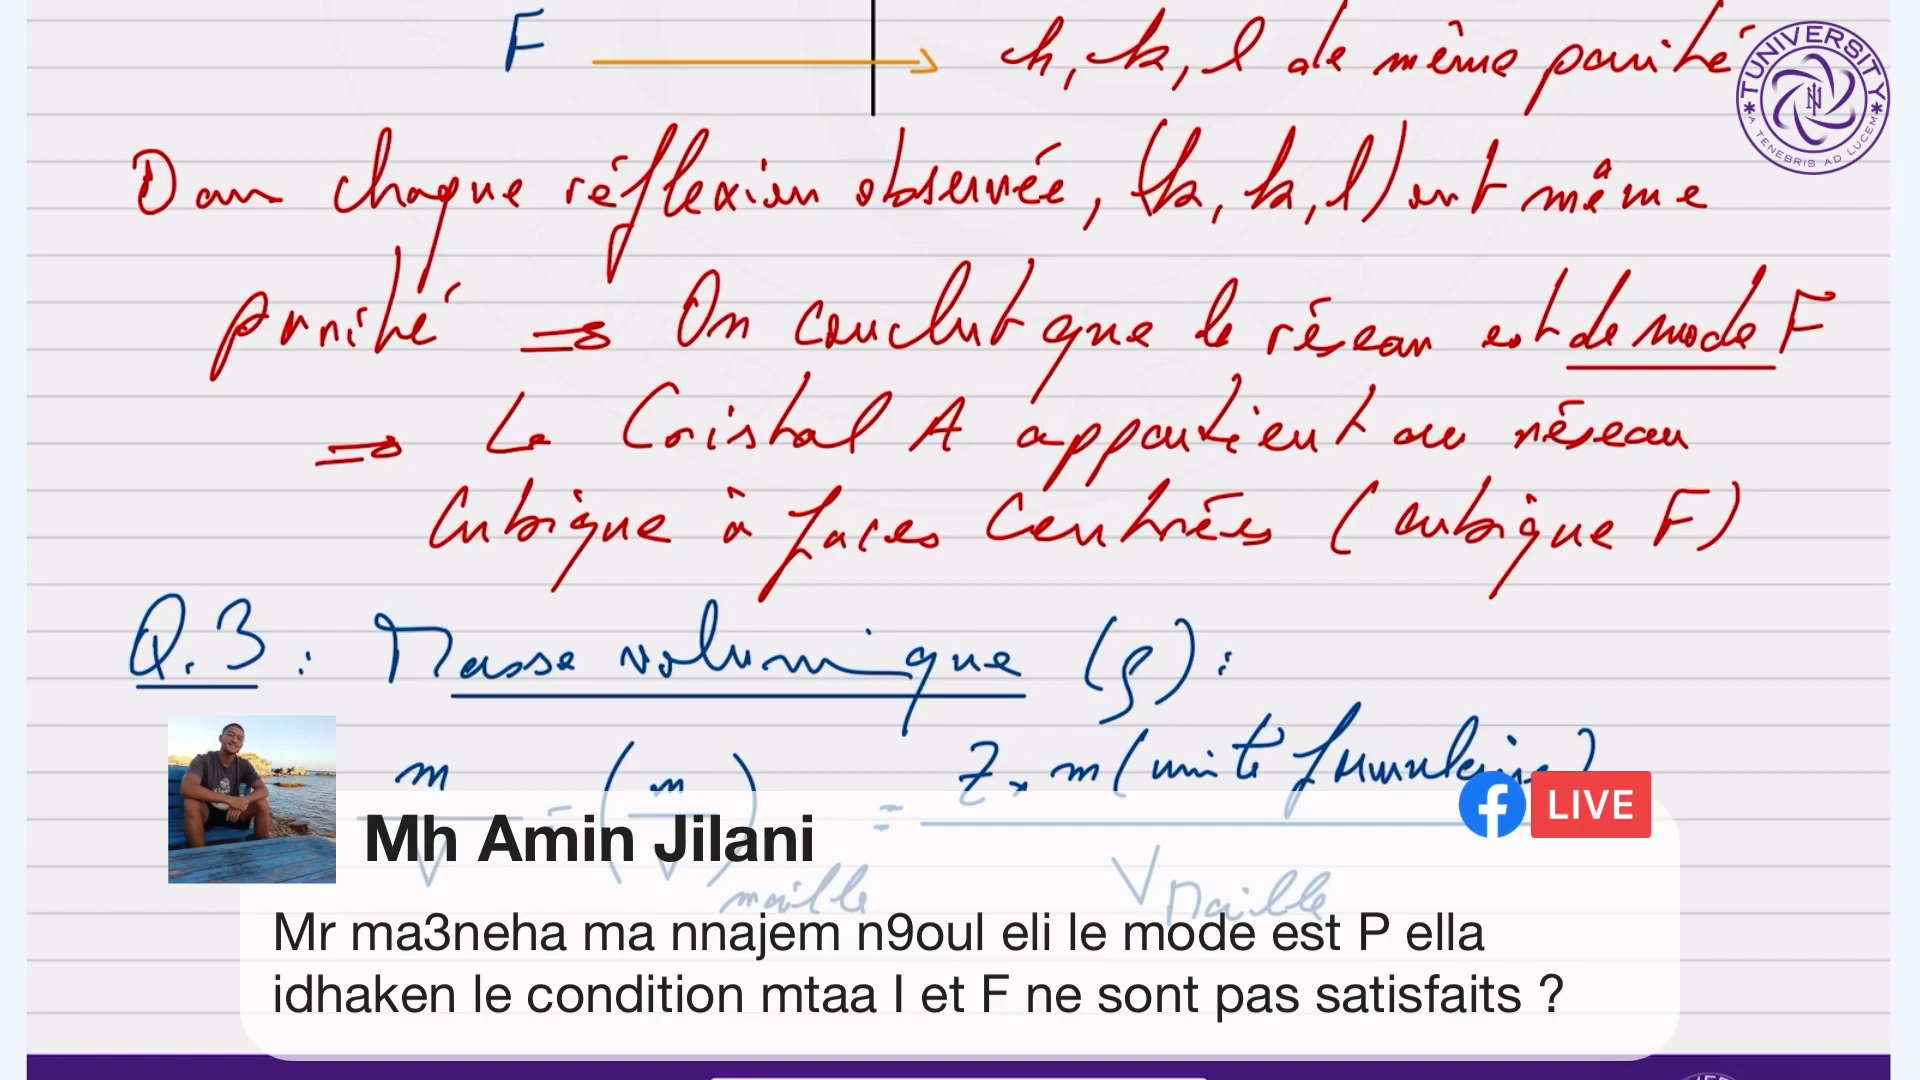 F → h, k, l de même parité
TUNIVERSITY
A TENEBRIS AD LUCEM
Dans chaque réflexion observée, (h, k, l) ont même
parité ⇒ On conclut que le réseau est de mode F
⇒ Le Cristal A appartient au réseau
Cubique à faces Centrées (cubique F)
Q.3 : Masse volumique (ρ) :
m/V = (m/V)maille = Z × m (unité formulaire) / V Maille
LIVE
Mh Amin Jilani
Mr ma3neha ma nnajem n9oul eli le mode est P ella
idhaken le condition mtaa I et F ne sont pas satisfaits ?